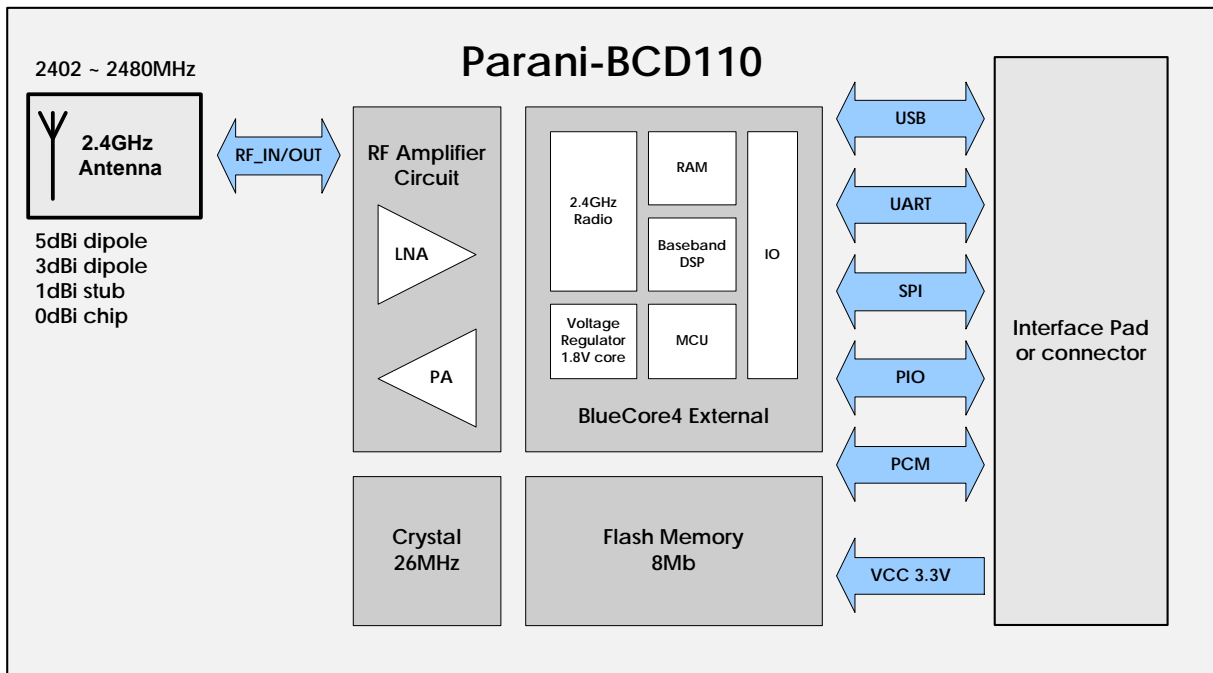 Parani-BCD110
2402 ~ 2480MHz
2.4GHz
Antenna
5dBi dipole
3dBi dipole
1dBi stub
0dBi chip
RF_IN/OUT
RF Amplifier
Circuit
LNA
PA
2.4GHz
Radio
RAM
Baseband
DSP
IO
Voltage
Regulator
1.8V core
MCU
BlueCore4 External
Crystal
26MHz
Flash Memory
8Mb
USB
UART
SPI
PIO
PCM
VCC 3.3V
Interface Pad
or connector